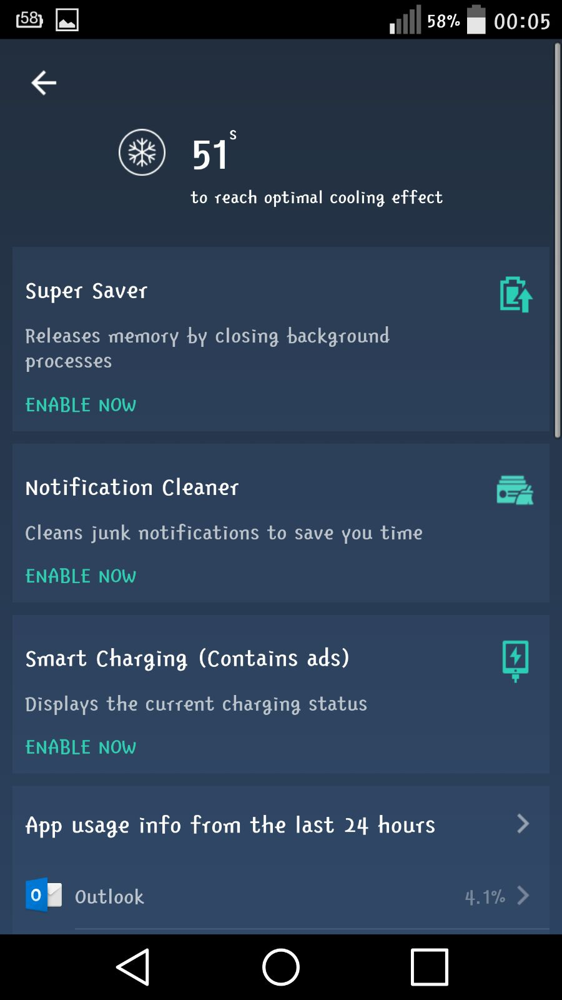 58
58%
00:05
51 s
to reach optimal cooling effect
Super Saver
Releases memory by closing background
processes
ENABLE NOW
Notification Cleaner
Cleans junk notifications to save you time
ENABLE NOW
Smart Charging (Contains ads)
Displays the current charging status
ENABLE NOW
App usage info from the last 24 hours
Outlook
4.1%